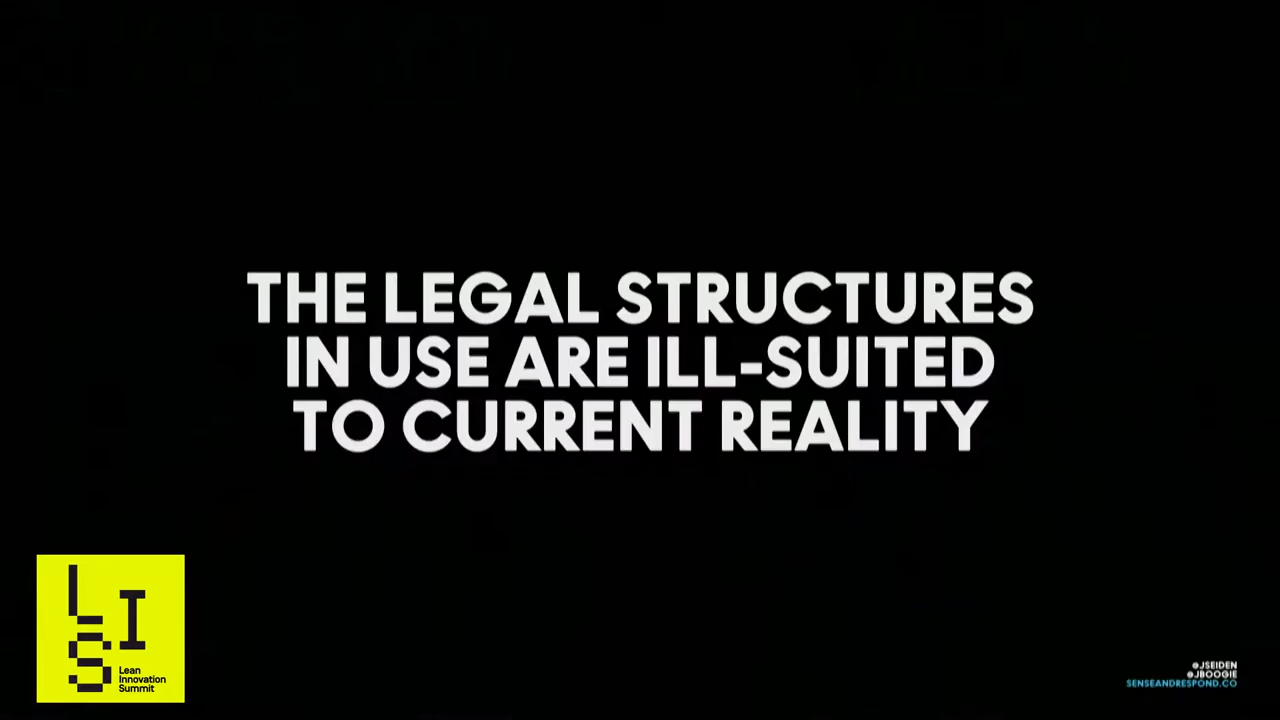 THE LEGAL STRUCTURES
IN USE ARE ILL-SUITED
TO CURRENT REALITY
LIS
Lean
Innovation
Summit
@JSEIDEN
@JBOOGIE
SENSEANDRESPOND.CO